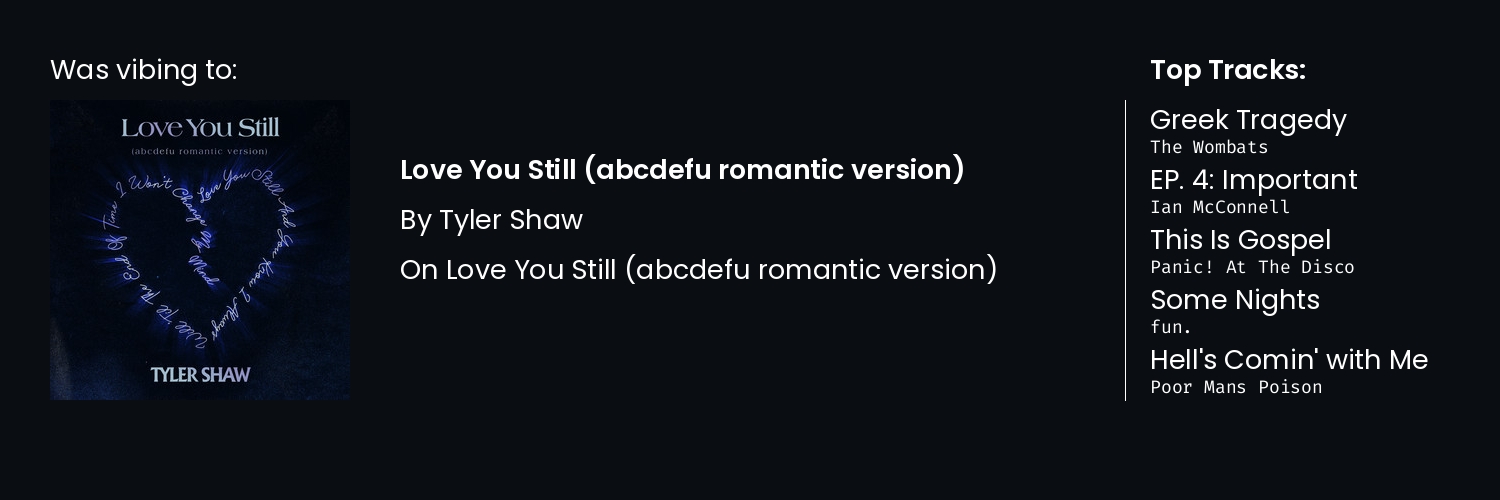 Was vibing to:
Love You Still
(abcdefu romantic version)
I Won't Change My Mind
Love You Still And You Know I Always
Will 'Til The End Of Time
TYLER SHAW
Love You Still (abcdefu romantic version)
By Tyler Shaw
On Love You Still (abcdefu romantic version)
Top Tracks:
Greek Tragedy
The Wombats
EP. 4: Important
Ian McConnell
This Is Gospel
Panic! At The Disco
Some Nights
fun.
Hell's Comin' with Me
Poor Mans Poison